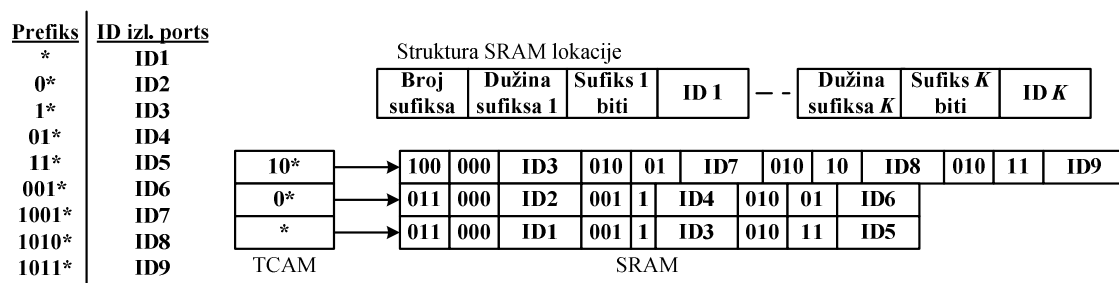 Prefiks ID izl. ports
* ID1
0* ID2
1* ID3
01* ID4
11* ID5
001* ID6
1001* ID7
1010* ID8
1011* ID9
Struktura SRAM lokacije
Broj sufiksa Dužina sufiksa 1 Sufiks 1 biti ID 1 – - Dužina sufiksa K Sufiks K biti ID K
10* 100 000 ID3 010 01 ID7 010 10 ID8 010 11 ID9
0* 011 000 ID2 001 1 ID4 010 01 ID6
* 011 000 ID1 001 1 ID3 010 11 ID5
TCAM SRAM